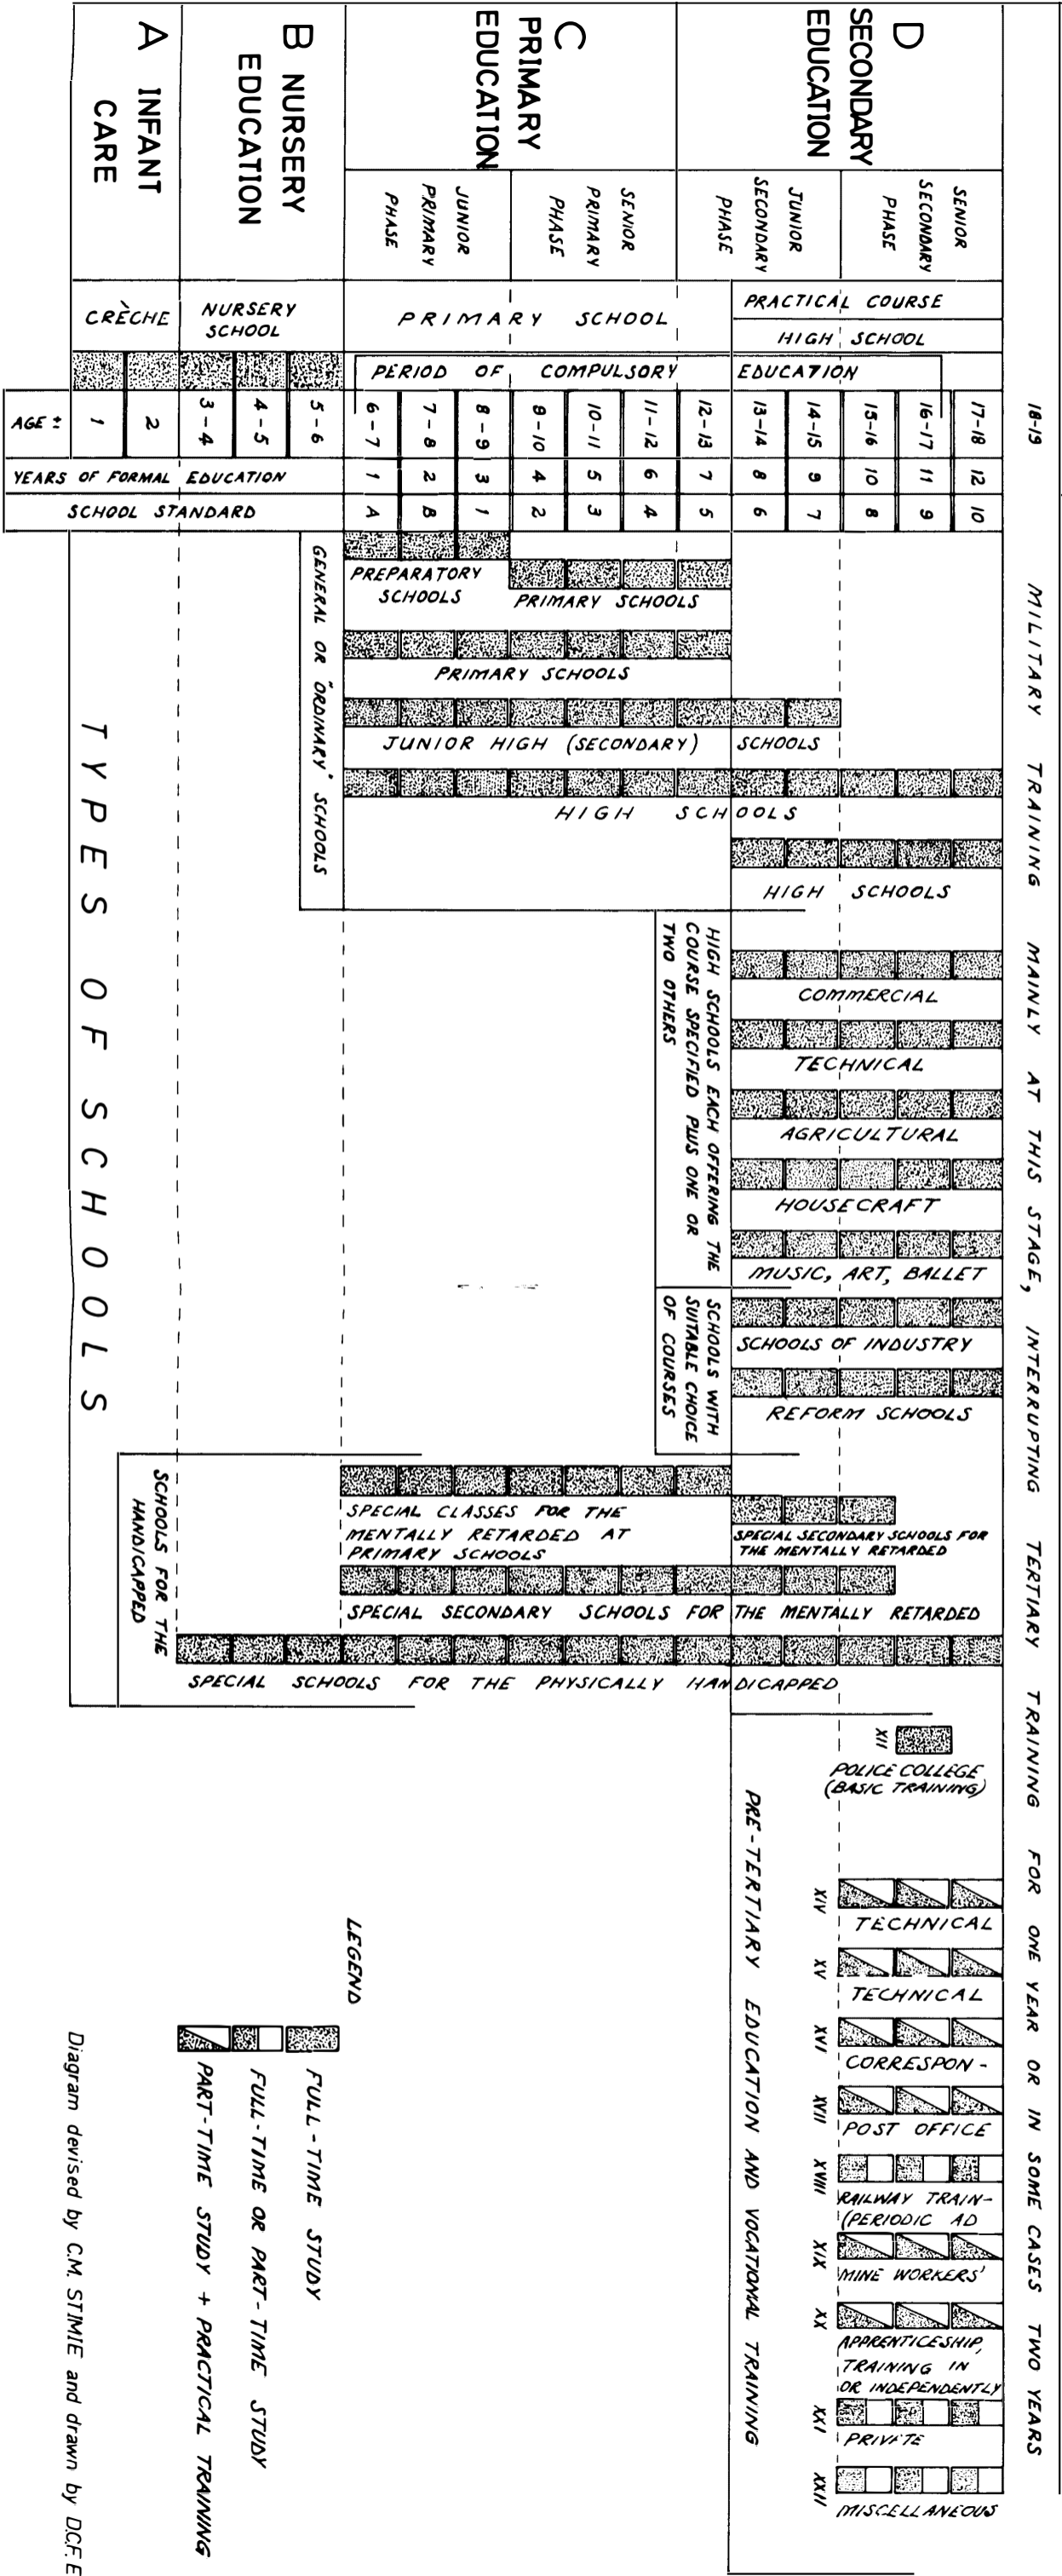 D
SECONDARY
EDUCATION
C
PRIMARY
EDUCATION
B NURSERY
EDUCATION
A INFANT
CARE
SENIOR
SECONDARY
PHASE
JUNIOR
SECONDARY
PHASE
SENIOR
PRIMARY
PHASE
JUNIOR
PRIMARY
PHASE
PRACTICAL COURSE
HIGH SCHOOL
PRIMARY SCHOOL
NURSERY
SCHOOL
CRÈCHE
PERIOD OF COMPULSORY EDUCATION
AGE ± 1 2 3-4 4-5 5-6 6-7 7-8 8-9 9-10 10-11 11-12 12-13 13-14 14-15 15-16 16-17 17-18 18-19
YEARS OF FORMAL EDUCATION 1 2 3 4 5 6 7 8 9 10 11 12
SCHOOL STANDARD A B 1 2 3 4 5 6 7 8 9 10
MILITARY TRAINING MAINLY AT THIS STAGE, INTERRUPTING TERTIARY TRAINING FOR ONE YEAR OR IN SOME CASES TWO YEARS
TYPES OF SCHOOLS
GENERAL OR "ORDINARY" SCHOOLS
PREPARATORY
SCHOOLS
PRIMARY SCHOOLS
PRIMARY SCHOOLS
JUNIOR HIGH (SECONDARY) SCHOOLS
HIGH SCHOOLS
HIGH SCHOOLS
HIGH SCHOOLS EACH OFFERING THE
COURSE SPECIFIED PLUS ONE OR
TWO OTHERS
COMMERCIAL
TECHNICAL
AGRICULTURAL
HOUSECRAFT
MUSIC, ART, BALLET
SCHOOLS WITH
SUITABLE CHOICE
OF COURSES
SCHOOLS OF INDUSTRY
REFORM SCHOOLS
SCHOOLS FOR THE
HANDICAPPED
SPECIAL CLASSES FOR THE
MENTALLY RETARDED AT
PRIMARY SCHOOLS
SPECIAL SECONDARY SCHOOLS FOR
THE MENTALLY RETARDED
SPECIAL SECONDARY SCHOOLS FOR THE MENTALLY RETARDED
SPECIAL SCHOOLS FOR THE PHYSICALLY HANDICAPPED
PRE-TERTIARY EDUCATION AND VOCATIONAL TRAINING
XII
POLICE COLLEGE
(BASIC TRAINING)
XIV
TECHNICAL
XV
TECHNICAL
XVI
CORRESPON-
XVII
POST OFFICE
XVIII
RAILWAY TRAIN-
(PERIODIC AD
XIX
MINE WORKERS'
XX
APPRENTICESHIP,
TRAINING IN
OR INDEPENDENTLY
XXI
PRIVATE
XXII
MISCELLANEOUS
LEGEND
FULL-TIME STUDY
FULL-TIME OR PART-TIME STUDY
PART-TIME STUDY + PRACTICAL TRAINING
Diagram devised by C.M. STIMIE and drawn by D.C.F. E